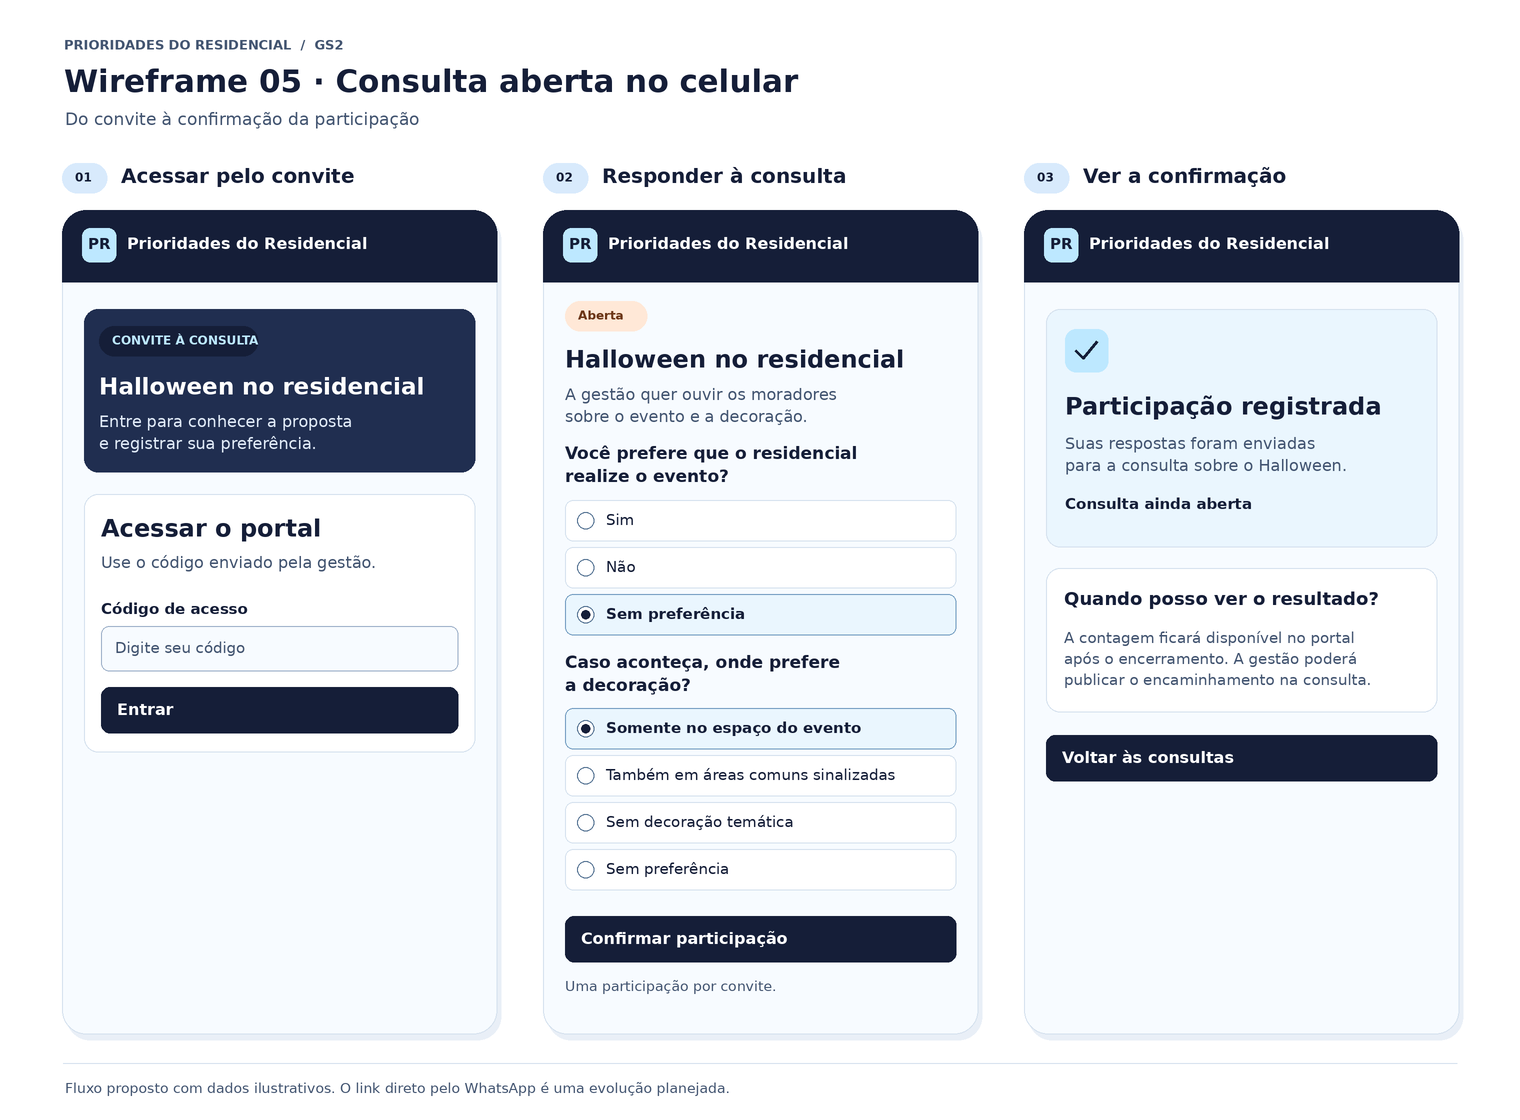 PRIORIDADES DO RESIDENCIAL / GS2
Wireframe 05 · Consulta aberta no celular
Do convite à confirmação da participação
01 Acessar pelo convite
PR Prioridades do Residencial
CONVITE À CONSULTA
Halloween no residencial
Entre para conhecer a proposta
e registrar sua preferência.
Acessar o portal
Use o código enviado pela gestão.
Código de acesso
Digite seu código
Entrar
02 Responder à consulta
PR Prioridades do Residencial
Aberta
Halloween no residencial
A gestão quer ouvir os moradores
sobre o evento e a decoração.
Você prefere que o residencial
realize o evento?
Sim
Não
Sem preferência
Caso aconteça, onde prefere
a decoração?
Somente no espaço do evento
Também em áreas comuns sinalizadas
Sem decoração temática
Sem preferência
Confirmar participação
Uma participação por convite.
03 Ver a confirmação
PR Prioridades do Residencial
Participação registrada
Suas respostas foram enviadas
para a consulta sobre o Halloween.
Consulta ainda aberta
Quando posso ver o resultado?
A contagem ficará disponível no portal
após o encerramento. A gestão poderá
publicar o encaminhamento na consulta.
Voltar às consultas
Fluxo proposto com dados ilustrativos. O link direto pelo WhatsApp é uma evolução planejada.